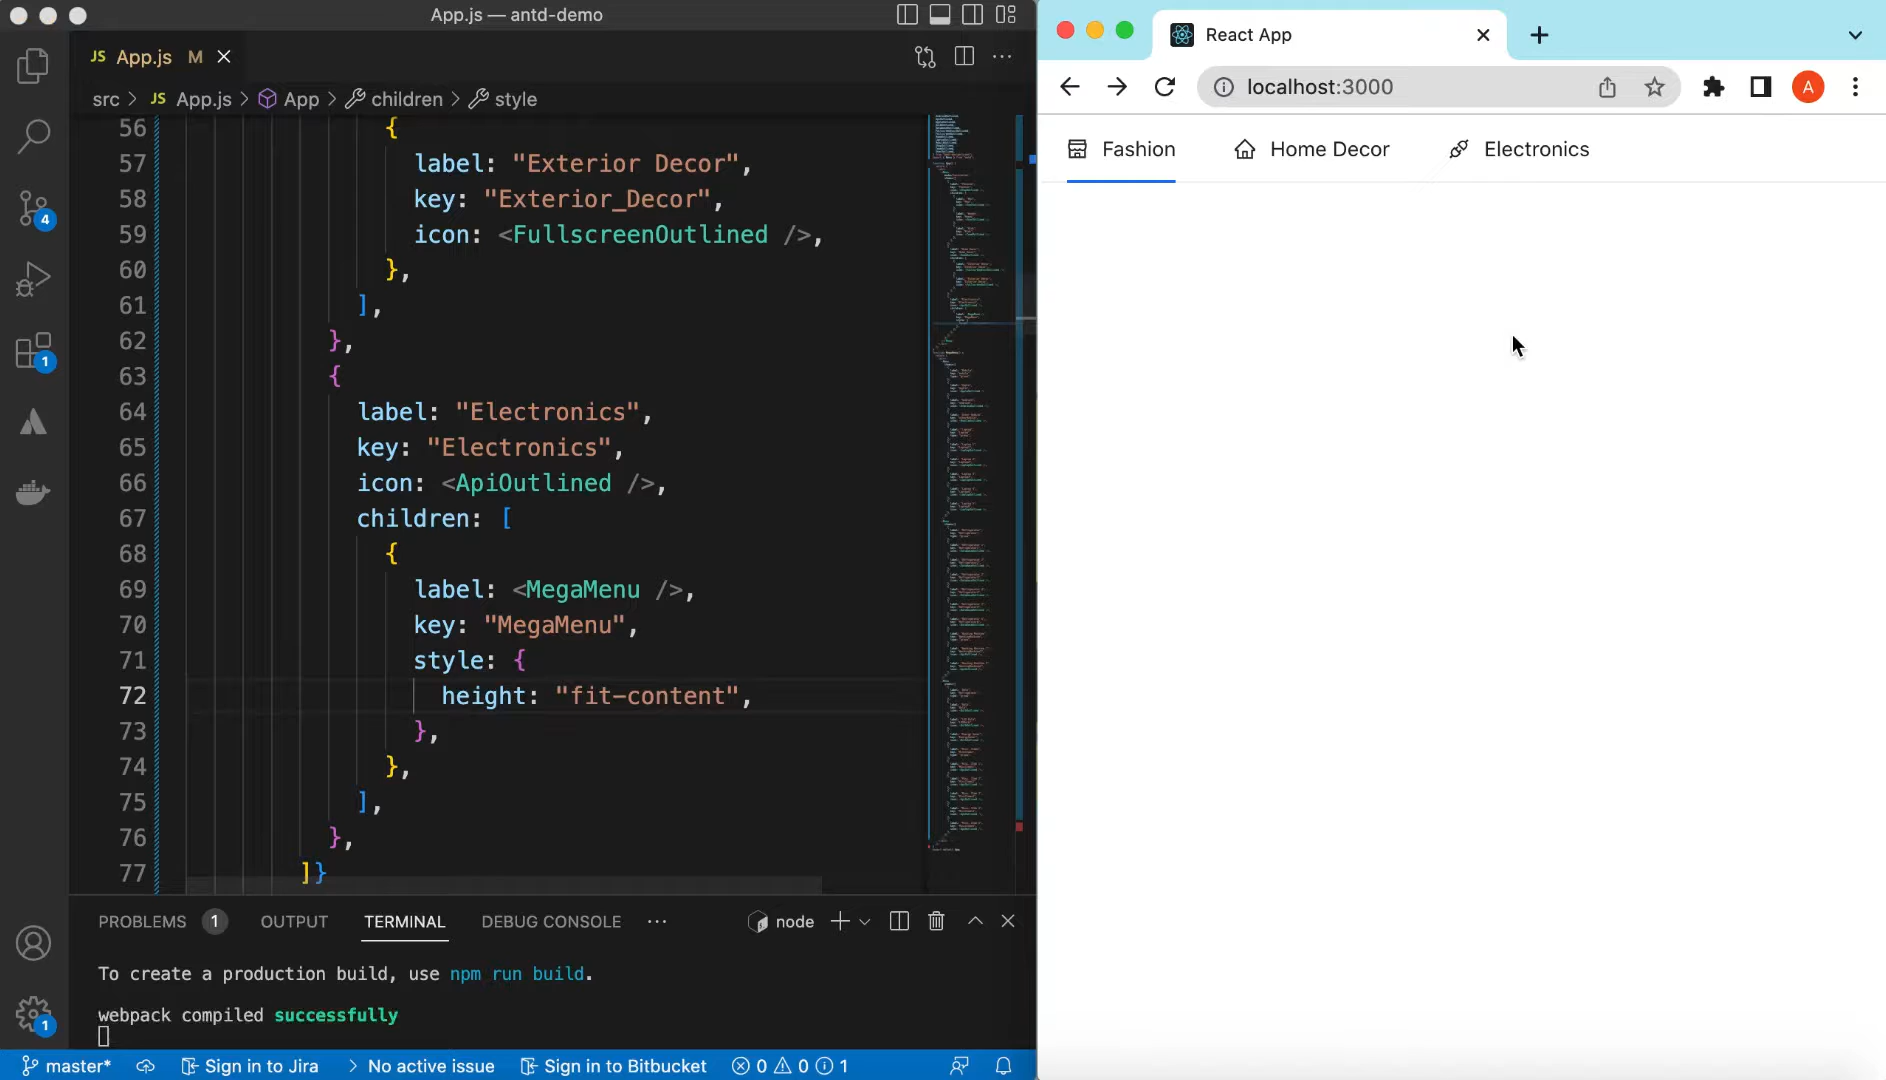 App.js — antd-demo
JS App.js M
src > JS App.js > App > children > style
56 {
57 label: "Exterior Decor",
58 key: "Exterior_Decor",
59 icon: <FullscreenOutlined />,
60 },
61 ],
62 },
63 {
64 label: "Electronics",
65 key: "Electronics",
66 icon: <ApiOutlined />,
67 children: [
68 {
69 label: <MegaMenu />,
70 key: "MegaMenu",
71 style: {
72 height: "fit-content",
73 },
74 },
75 ],
76 },
77 ]}
4
1
1
PROBLEMS 1 OUTPUT TERMINAL DEBUG CONSOLE ··· node
To create a production build, use npm run build.
webpack compiled successfully
master* Sign in to Jira > No active issue Sign in to Bitbucket 0 0 1
React App
localhost:3000 A
Fashion Home Decor Electronics